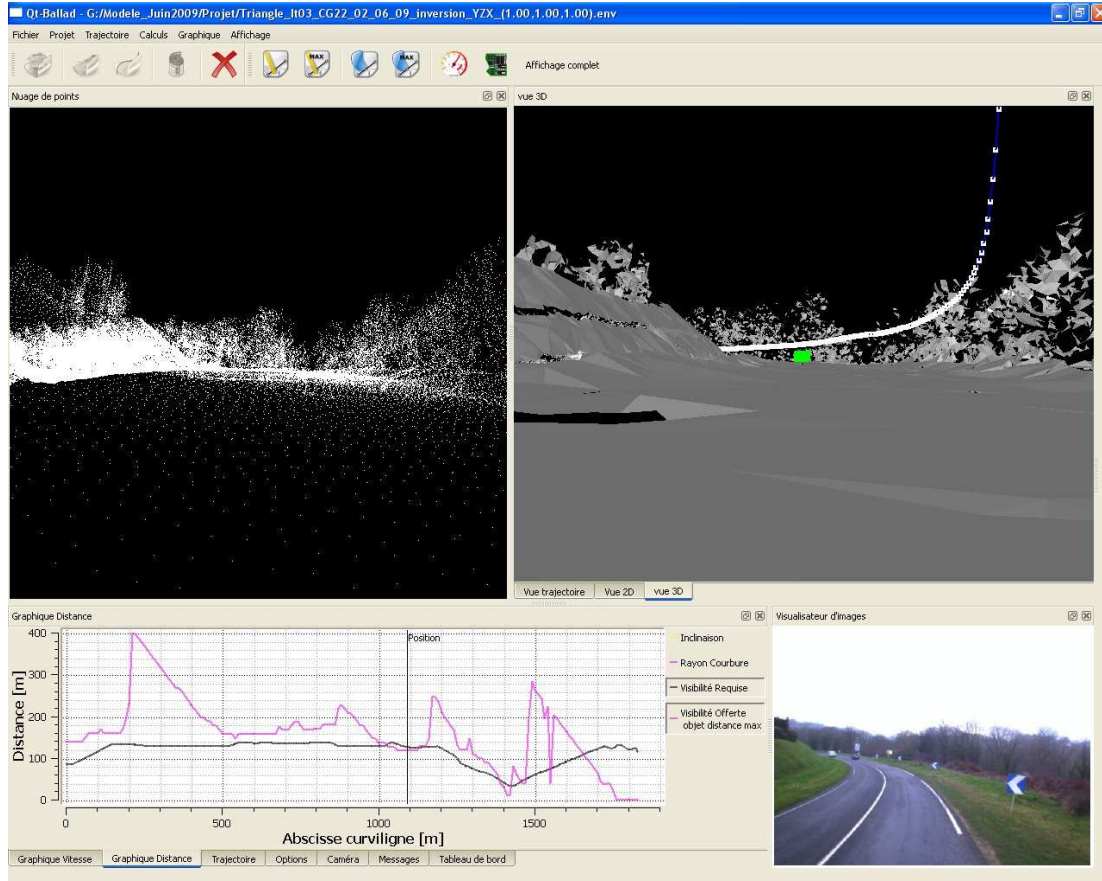 Qt-Ballad - G:/Modele_Juin2009/Projet/Triangle_It03_CG22_02_06_09_inversion_YZX_(1.00,1.00,1.00).env
Fichier Projet Trajectoire Calculs Graphique Affichage
MAX MAX Affichage complet
Nuage de points
vue 3D
Vue trajectoire Vue 2D vue 3D
Graphique Distance
400
300
200
100
0
Distance [m]
Position
0 500 1000 1500
Abscisse curviligne [m]
Inclinaison
Rayon Courbure
Visibilité Requise
Visibilité Offerte
objet distance max
Graphique Vitesse Graphique Distance Trajectoire Options Caméra Messages Tableau de bord
Visualisateur d'images